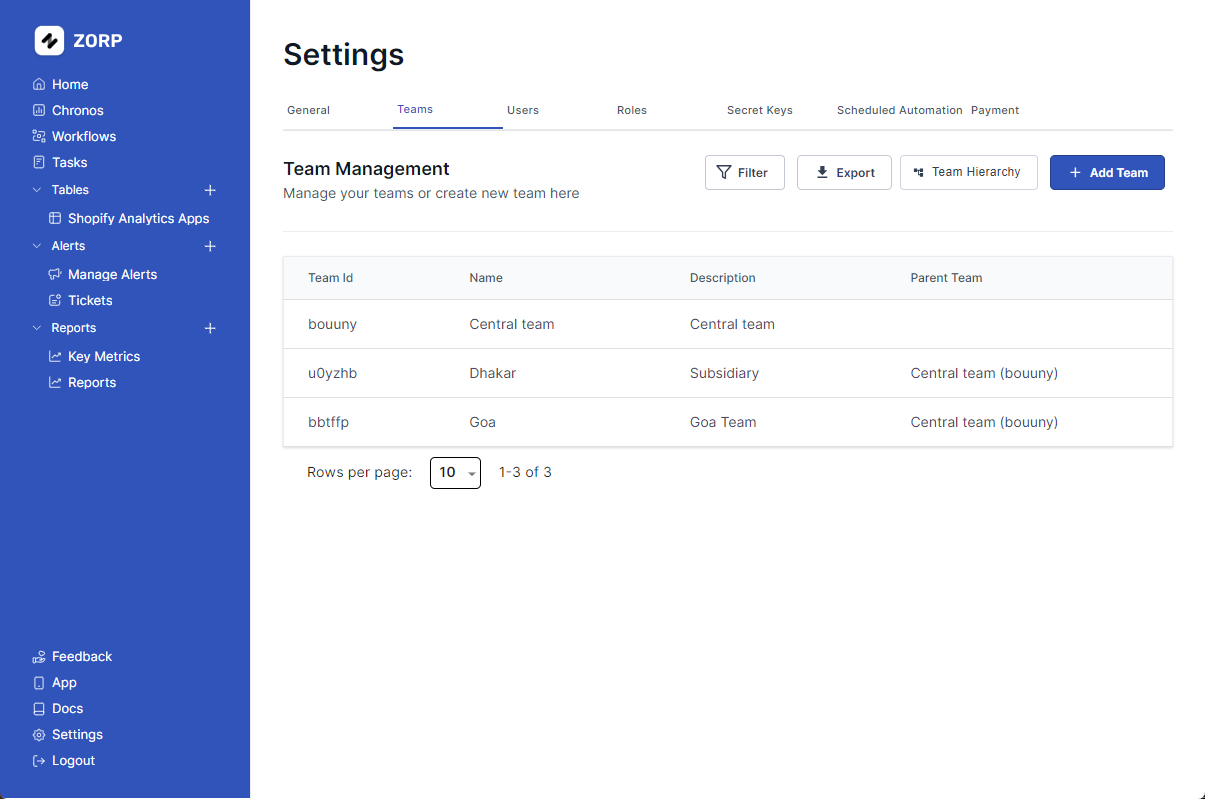 ZORP
Home
Chronos
Workflows
Tasks
Tables
Shopify Analytics Apps
Alerts
Manage Alerts
Tickets
Reports
Key Metrics
Reports
Feedback
App
Docs
Settings
Logout
Settings
General Teams Users Roles Secret Keys Scheduled Automation Payment
Team Management
Manage your teams or create new team here
Filter Export Team Hierarchy + Add Team
Team Id Name Description Parent Team
bouuny Central team Central team
u0yzhb Dhakar Subsidiary Central team (bouuny)
bbtffp Goa Goa Team Central team (bouuny)
Rows per page: 10 1-3 of 3